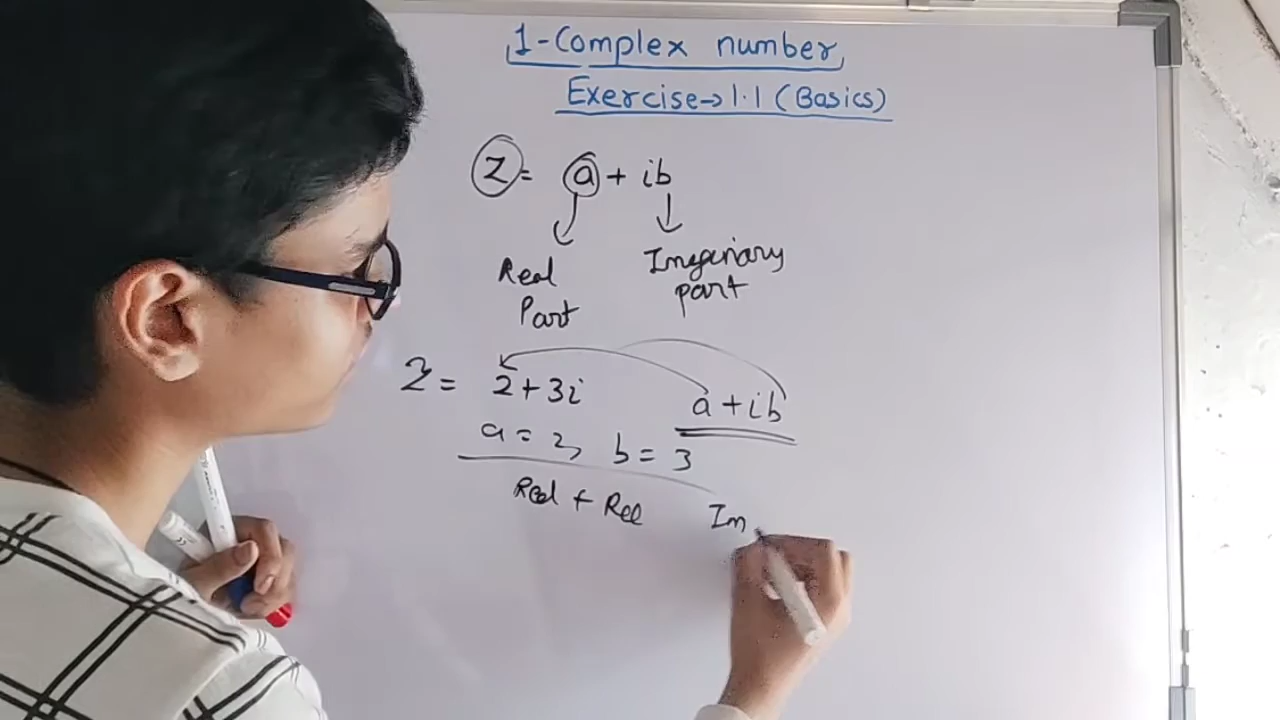 1-Complex number
Exercise→1.1 (Basics)
Z = a + ib
Real Part
Imaginary part
Z = 2+3i
a+ib
a = 2, b = 3
Real + Rel
Im